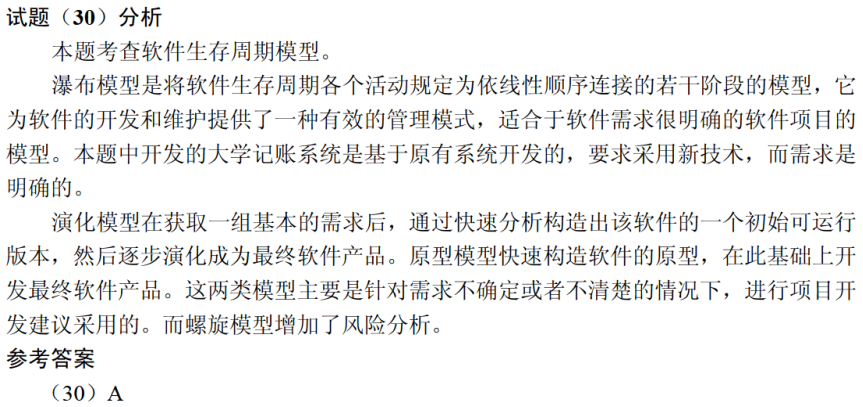 试题（30）分析
本题考查软件生存周期模型。
瀑布模型是将软件生存周期各个活动规定为依线性顺序连接的若干阶段的模型，它
为软件的开发和维护提供了一种有效的管理模式，适合于软件需求很明确的软件项目的
模型。本题中开发的大学记账系统是基于原有系统开发的，要求采用新技术，而需求是
明确的。
演化模型在获取一组基本的需求后，通过快速分析构造出该软件的一个初始可运行
版本，然后逐步演化成为最终软件产品。原型模型快速构造软件的原型，在此基础上开
发最终软件产品。这两类模型主要是针对需求不确定或者不清楚的情况下，进行项目开
发建议采用的。而螺旋模型增加了风险分析。
参考答案
（30）A